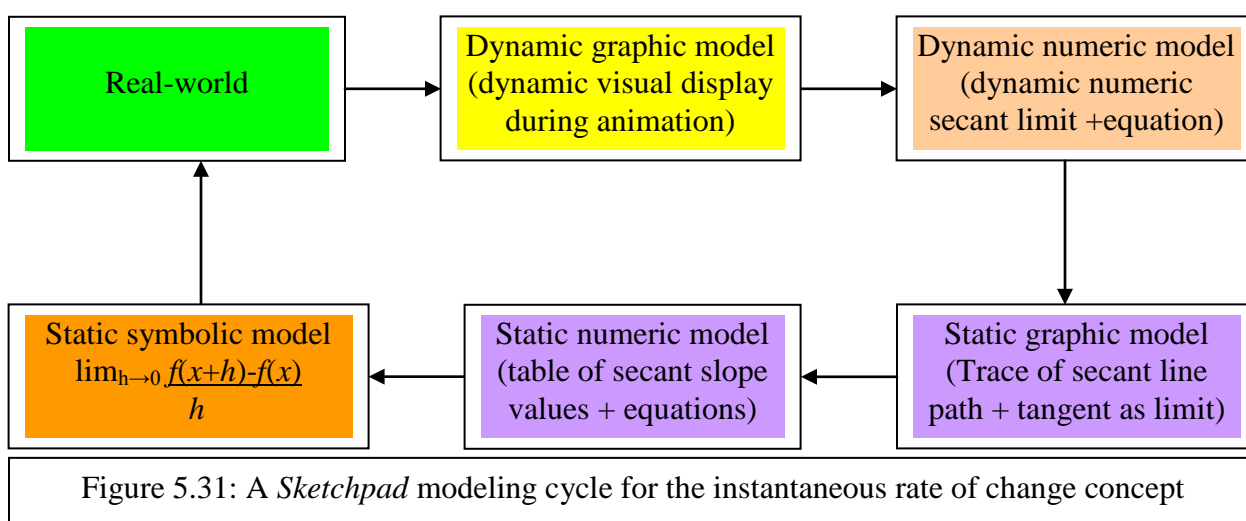 Real-world
Dynamic graphic model
(dynamic visual display
during animation)
Dynamic numeric model
(dynamic numeric
secant limit +equation)
Static symbolic model
lim_{h→0} f(x+h)-f(x)
h
Static numeric model
(table of secant slope
values + equations)
Static graphic model
(Trace of secant line
path + tangent as limit)
Figure 5.31: A Sketchpad modeling cycle for the instantaneous rate of change concept